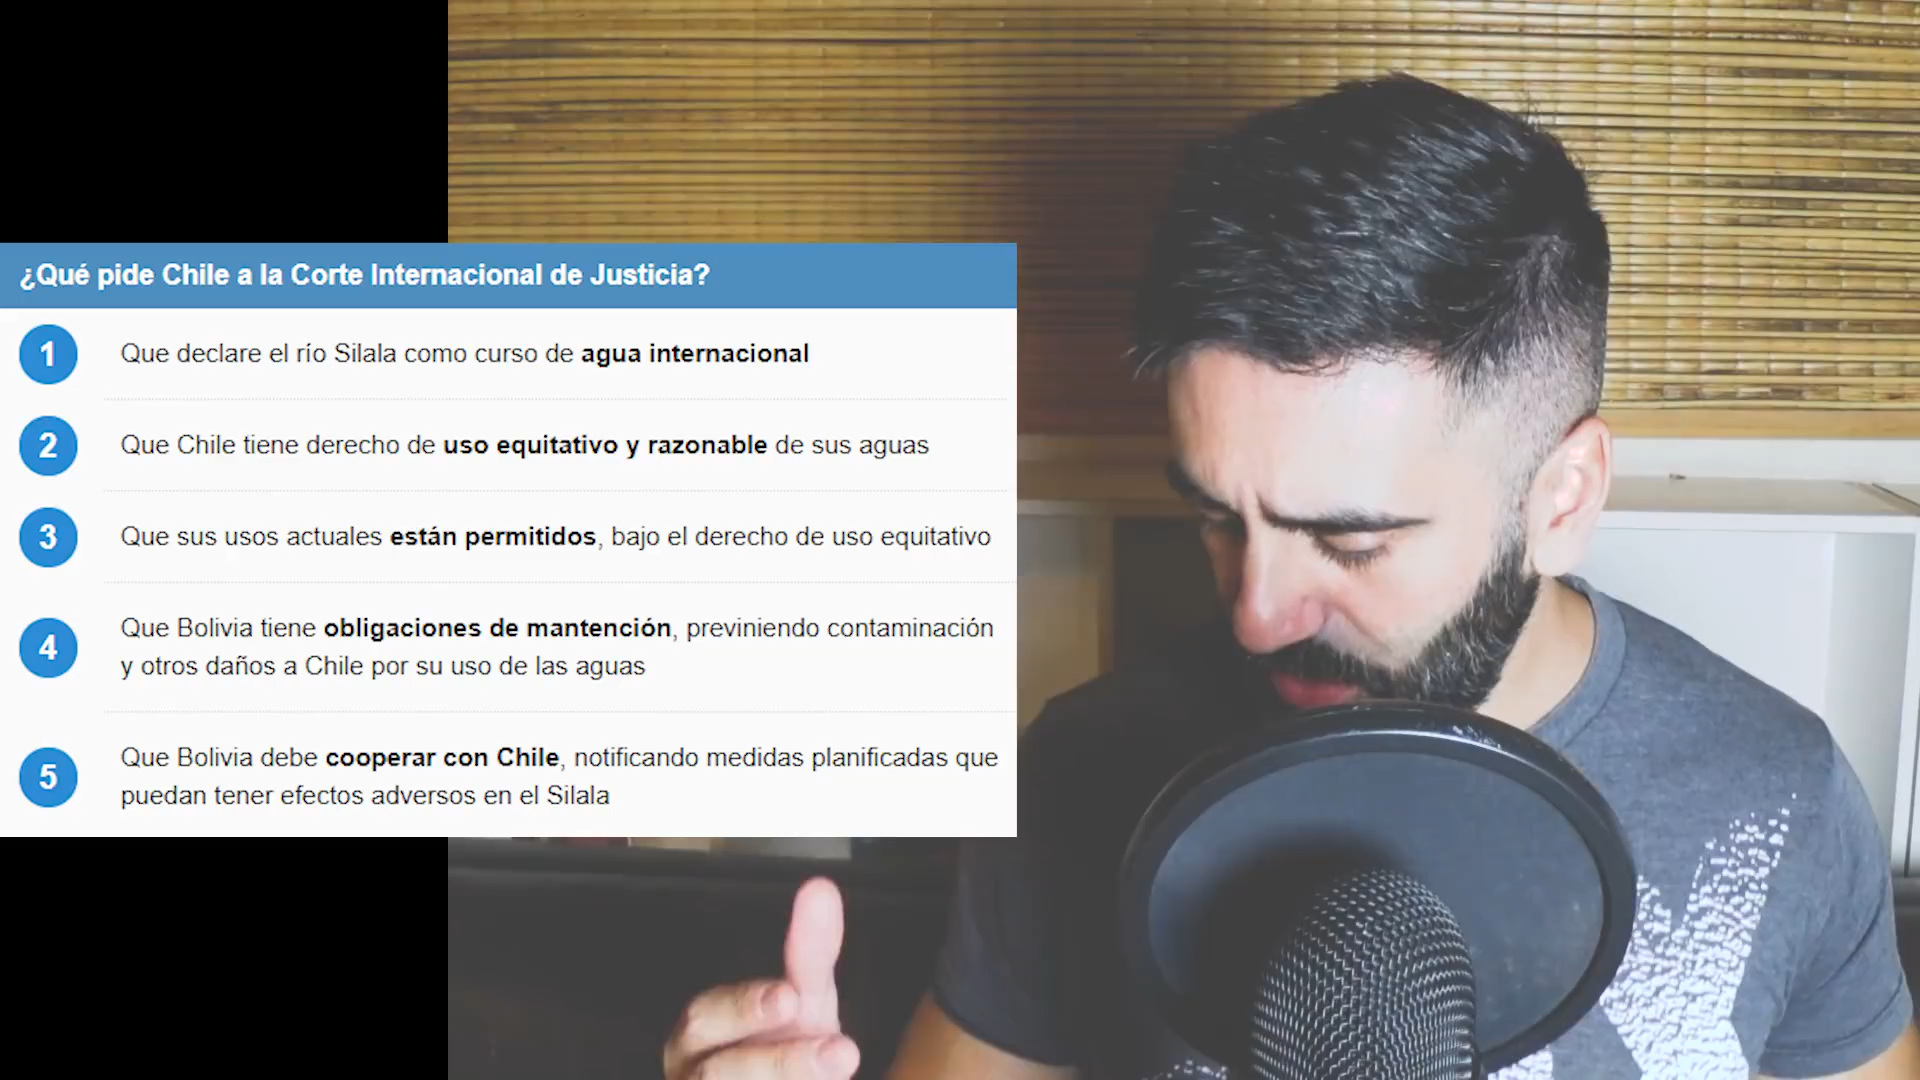 ¿Qué pide Chile a la Corte Internacional de Justicia?
1 Que declare el río Silala como curso de agua internacional
2 Que Chile tiene derecho de uso equitativo y razonable de sus aguas
3 Que sus usos actuales están permitidos, bajo el derecho de uso equitativo
4 Que Bolivia tiene obligaciones de mantención, previniendo contaminación
y otros daños a Chile por su uso de las aguas
5 Que Bolivia debe cooperar con Chile, notificando medidas planificadas que
puedan tener efectos adversos en el Silala